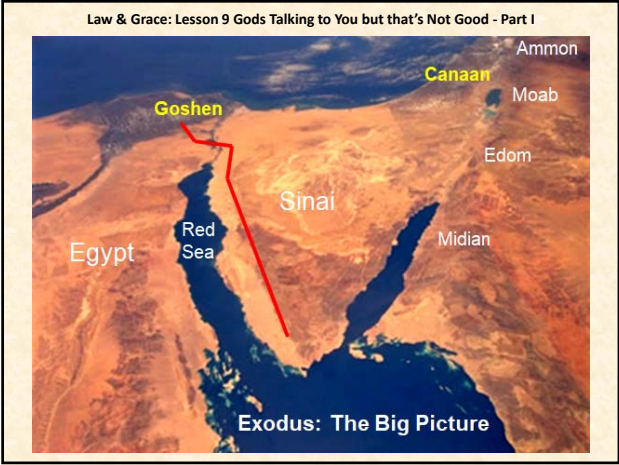 Law & Grace: Lesson 9 Gods Talking to You but that's Not Good - Part I
Ammon
Canaan
Moab
Goshen
Edom
Sinai
Red
Sea
Midian
Egypt
Exodus: The Big Picture